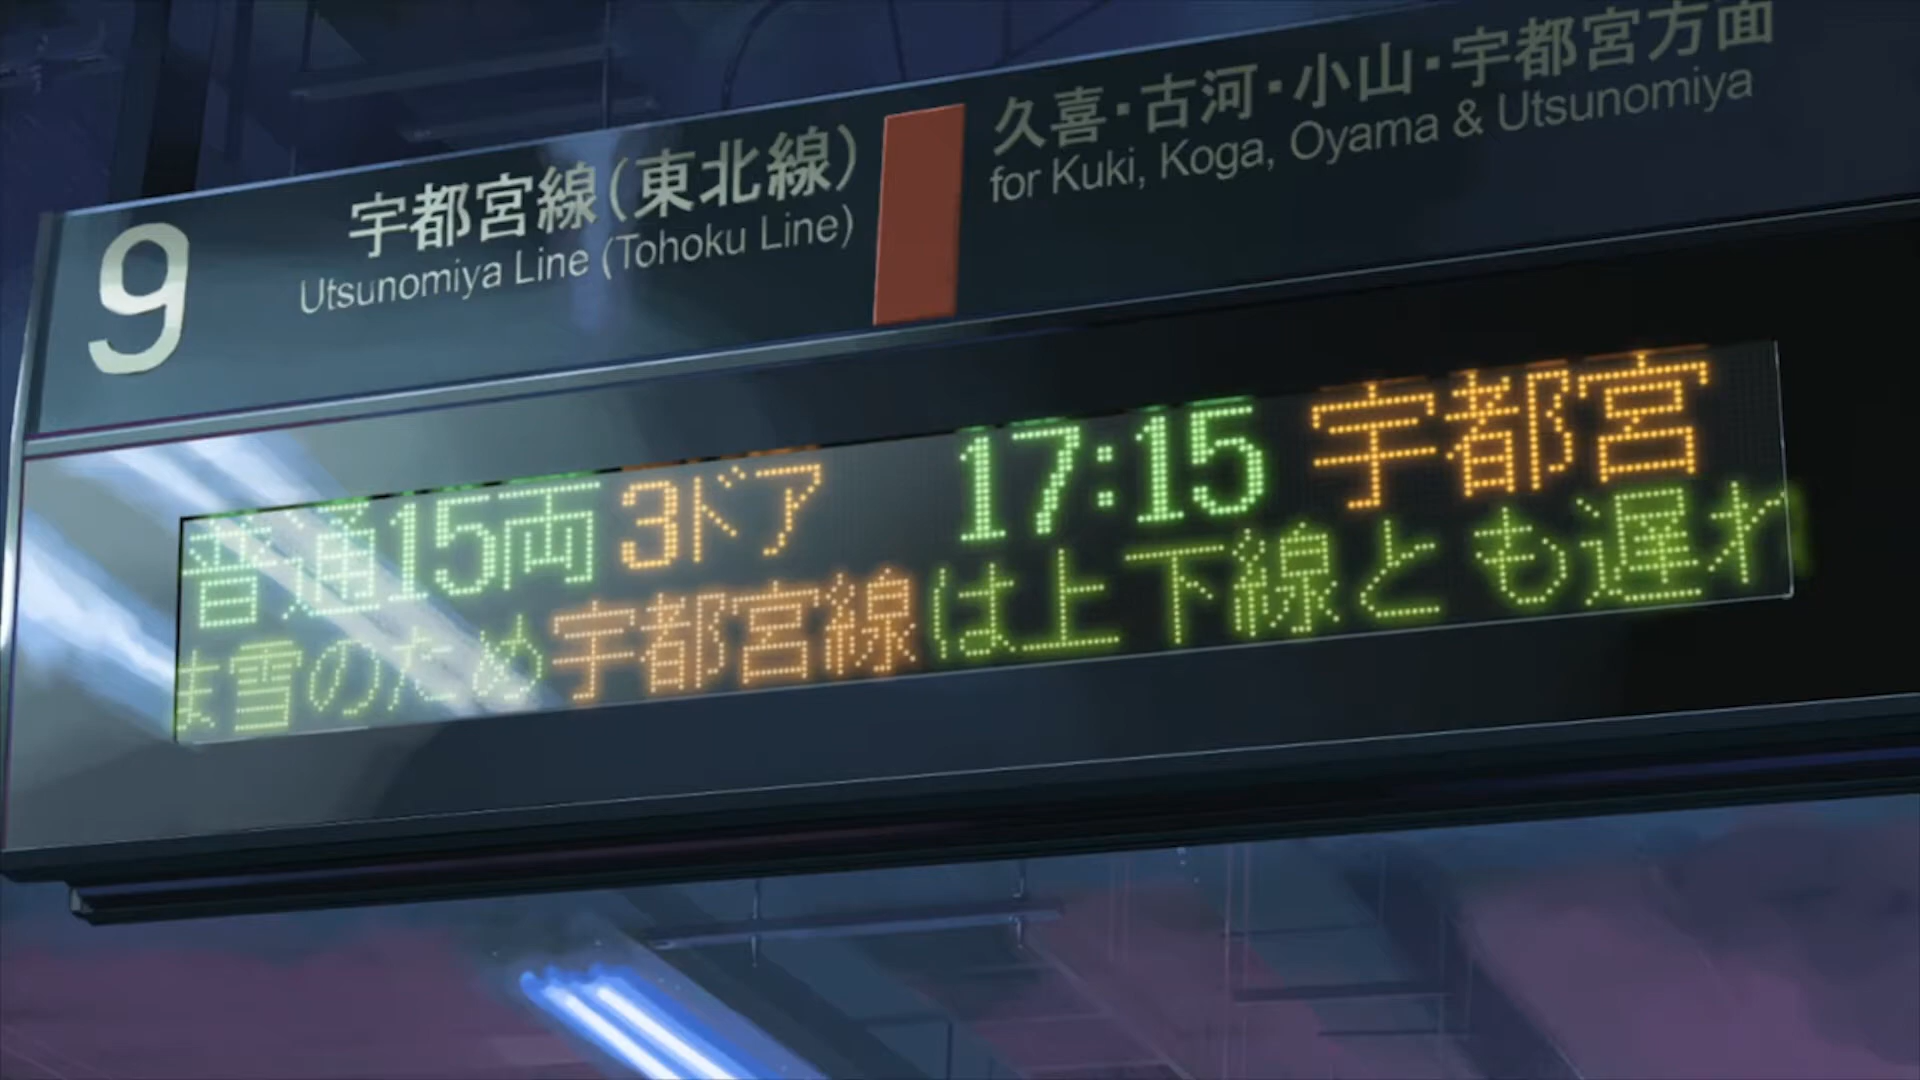 9
宇都宮線(東北線)
Utsunomiya Line (Tohoku Line)
久喜・古河・小山・宇都宮方面
for Kuki, Koga, Oyama & Utsunomiya
普通15両 3ドア 17:15 宇都宮
雪のため宇都宮線は上下線とも遅れ